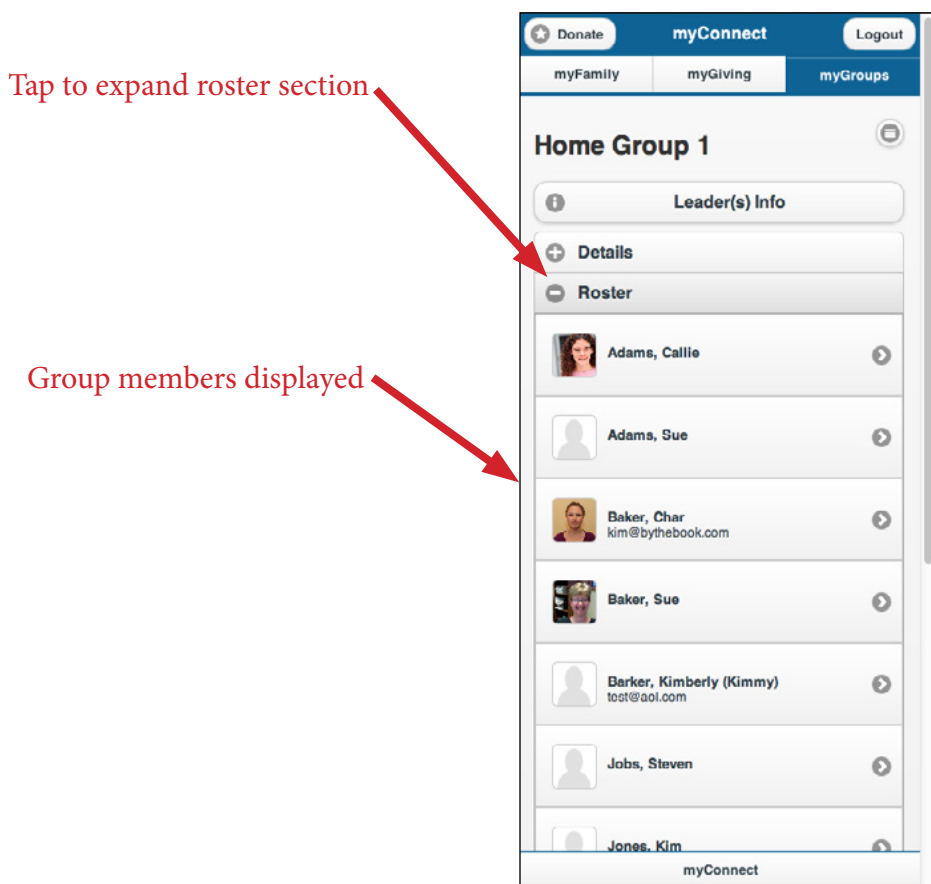 Donate myConnect Logout
myFamily myGiving myGroups
Tap to expand roster section
Home Group 1
Leader(s) Info
Details
Roster
Adams, Callie
Group members displayed
Adams, Sue
Baker, Char
kim@bythebook.com
Baker, Sue
Barker, Kimberly (Kimmy)
test@aol.com
Jobs, Steven
Jones, Kim
myConnect